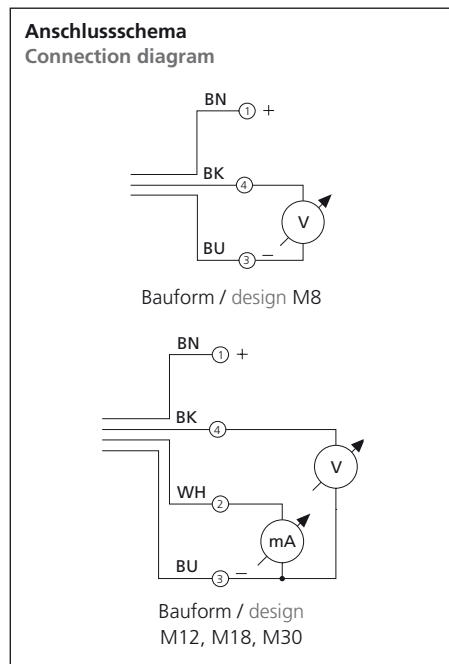 Anschlussschema
Connection diagram
BN 1 +
BK 4
V
BU 3 –
Bauform / design M8
BN 1 +
BK 4
V
WH 2
mA
BU 3 –
Bauform / design
M12, M18, M30